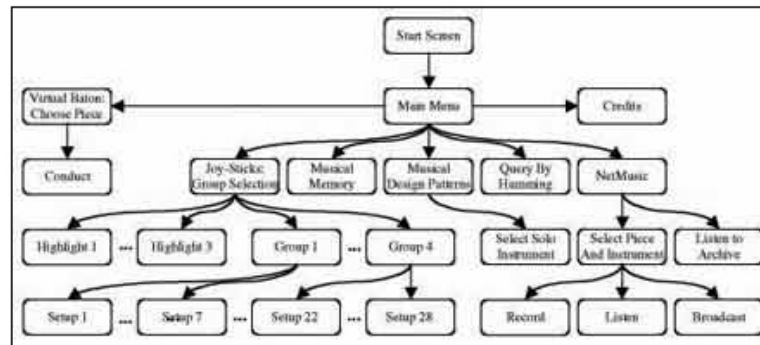 Start Screen
Virtual Baton:
Choose Piece
Main Menu
Credits
Conduct
Joy-Sticks:
Group Selection
Musical
Memory
Musical
Design Patterns
Query By
Humming
NetMusic
Highlight 1
...
Highlight 3
Group 1
...
Group 4
Select Solo
Instrument
Select Piece
And Instrument
Listen to
Archive
Setup 1
...
Setup 7
...
Setup 22
...
Setup 28
Record
Listen
Broadcast